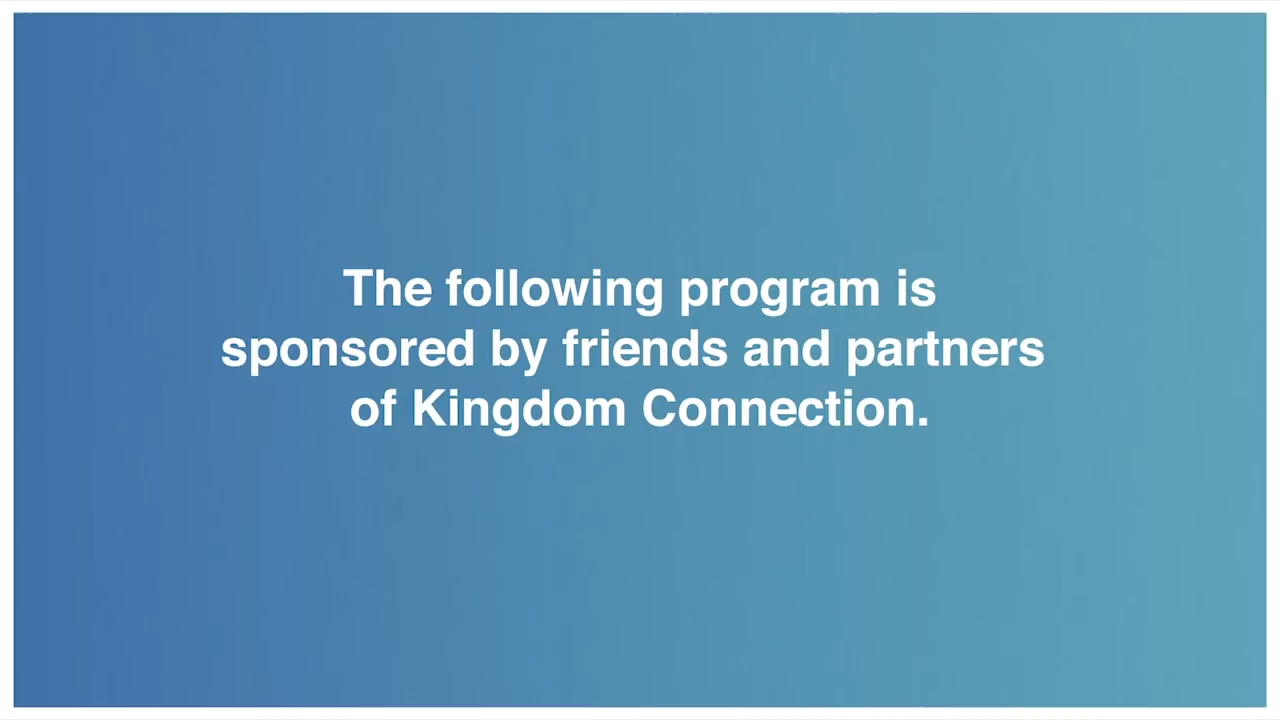 The following program is
sponsored by friends and partners
of Kingdom Connection.